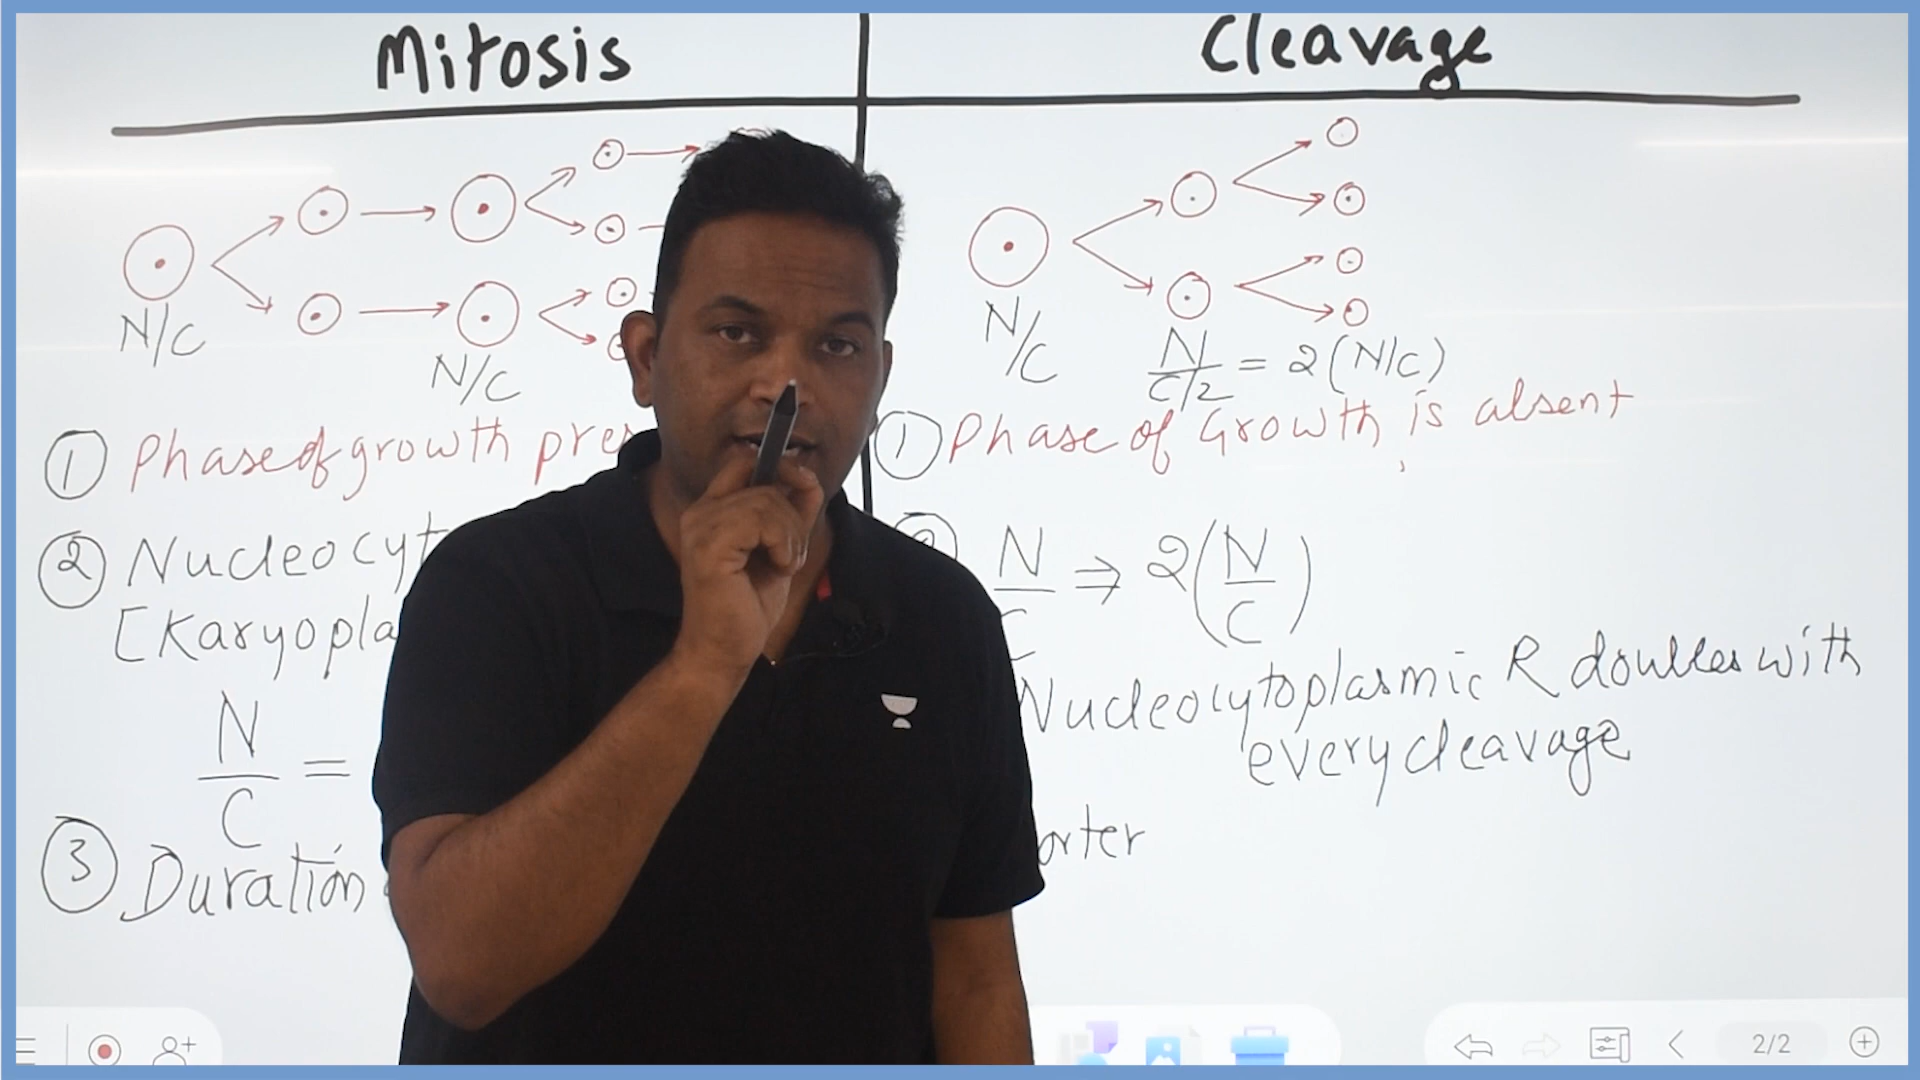 Mitosis
Cleavage
N/C
N/C
N/C
N/C/2 = 2(N/C)
① Phase of growth pres
① Phase of Growth is absent
② Nucleocyt
[Karyopla
N/C =
N/C ⇒ 2(N/C)
Nucleocytoplasmic R doubles with
every cleavage
③ Duration
orter
2/2